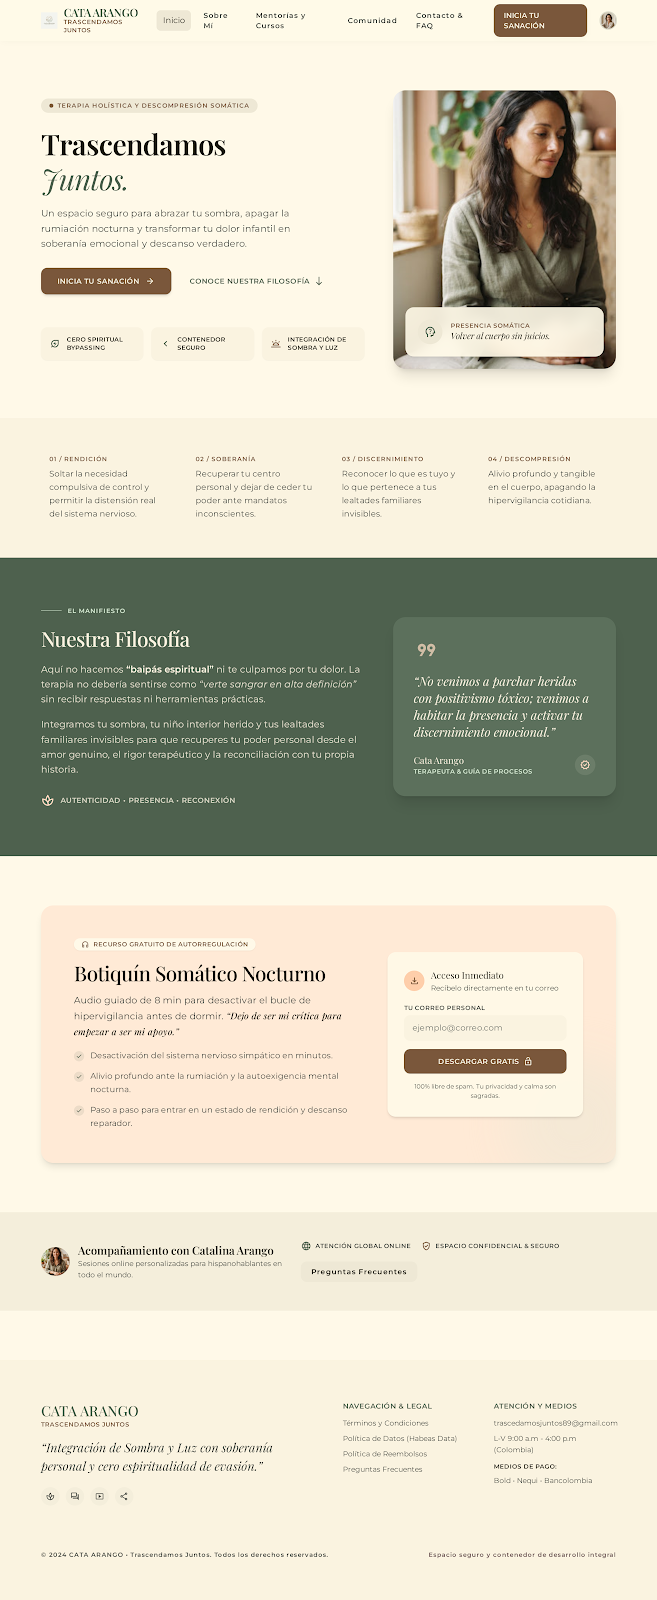 CATA ARANGO
TRASCENDAMOS
JUNTOS
Inicio
Sobre
Mí
Mentorías y
Cursos
Comunidad
Contacto &
FAQ
INICIA TU
SANACIÓN
TERAPIA HOLÍSTICA Y DESCOMPRESIÓN SOMÁTICA
Trascendamos
Juntos.
Un espacio seguro para abrazar tu sombra, apagar la
rumiación nocturna y transformar tu dolor infantil en
soberanía emocional y descanso verdadero.
INICIA TU SANACIÓN
CONOCE NUESTRA FILOSOFÍA
CERO SPIRITUAL
BYPASSING
CONTENEDOR
SEGURO
INTEGRACIÓN DE
SOMBRA Y LUZ
PRESENCIA SOMÁTICA
Volver al cuerpo sin juicios.
01 / RENDICIÓN
Soltar la necesidad
compulsiva de control y
permitir la distensión real
del sistema nervioso.
02 / SOBERANÍA
Recuperar tu centro
personal y dejar de ceder tu
poder ante mandatos
inconscientes.
03 / DISCERNIMIENTO
Reconocer lo que es tuyo y
lo que pertenece a tus
lealtades familiares
invisibles.
04 / DESCOMPRESIÓN
Alivio profundo y tangible
en el cuerpo, apagando la
hipervigilancia cotidiana.
EL MANIFIESTO
Nuestra Filosofía
Aquí no hacemos “baipás espiritual” ni te culpamos por tu dolor. La
terapia no debería sentirse como “verte sangrar en alta definición”
sin recibir respuestas ni herramientas prácticas.
Integramos tu sombra, tu niño interior herido y tus lealtades
familiares invisibles para que recuperes tu poder personal desde el
amor genuino, el rigor terapéutico y la reconciliación con tu propia
historia.
AUTENTICIDAD • PRESENCIA • RECONEXIÓN
“No venimos a parchar heridas
con positivismo tóxico; venimos a
habitar la presencia y activar tu
discernimiento emocional.”
Cata Arango
TERAPEUTA & GUÍA DE PROCESOS
RECURSO GRATUITO DE AUTORREGULACIÓN
Botiquín Somático Nocturno
Audio guiado de 8 min para desactivar el bucle de
hipervigilancia antes de dormir. “Dejo de ser mi crítica para
empezar a ser mi apoyo.”
Desactivación del sistema nervioso simpático en minutos.
Alivio profundo ante la rumiación y la autoexigencia mental
nocturna.
Paso a paso para entrar en un estado de rendición y descanso
reparador.
Acceso Inmediato
Recíbelo directamente en tu correo
TU CORREO PERSONAL
ejemplo@correo.com
DESCARGAR GRATIS
100% libre de spam. Tu privacidad y calma son
sagradas.
Acompañamiento con Catalina Arango
Sesiones online personalizadas para hispanohablantes en
todo el mundo.
ATENCIÓN GLOBAL ONLINE
ESPACIO CONFIDENCIAL & SEGURO
Preguntas Frecuentes
CATA ARANGO
TRASCENDAMOS JUNTOS
“Integración de Sombra y Luz con soberanía
personal y cero espiritualidad de evasión.”
NAVEGACIÓN & LEGAL
Términos y Condiciones
Política de Datos (Habeas Data)
Política de Reembolsos
Preguntas Frecuentes
ATENCIÓN Y MEDIOS
trascedamosjuntos89@gmail.com
L-V 9:00 a.m - 4:00 p.m
(Colombia)
MEDIOS DE PAGO:
Bold • Nequi • Bancolombia
© 2024 CATA ARANGO • Trascendamos Juntos. Todos los derechos reservados.
Espacio seguro y contenedor de desarrollo integral